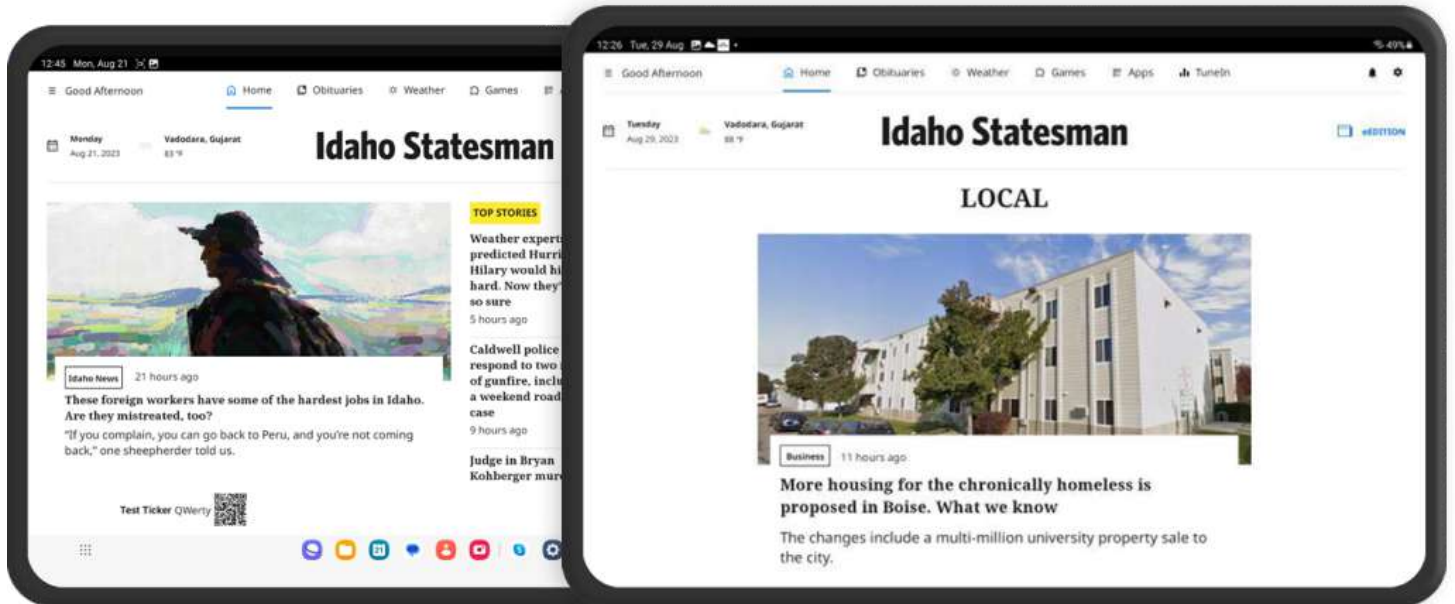 12:45 Mon, Aug 21
Good Afternoon
Home
Obituaries
Weather
Games
Monday
Aug 21, 2023
Vadodara, Gujarat
83 °F
Idaho Statesman
TOP STORIES
Weather expert
predicted Hurri
Hilary would hi
hard. Now they'
so sure
5 hours ago
Caldwell police
respond to two
of gunfire, inclu
a weekend road
case
9 hours ago
Judge in Bryan
Kohberger mur
Idaho News
21 hours ago
These foreign workers have some of the hardest jobs in Idaho.
Are they mistreated, too?
“If you complain, you can go back to Peru, and you’re not coming
back,” one sheepherder told us.
Test Ticker QWerty
21
12:26 Tue, 29 Aug
49%
Good Afternoon
Home
Obituaries
Weather
Games
Apps
TuneIn
Tuesday
Aug 29, 2023
Vadodara, Gujarat
88 °F
Idaho Statesman
eEDITION
LOCAL
Business
11 hours ago
More housing for the chronically homeless is
proposed in Boise. What we know
The changes include a multi-million university property sale to
the city.